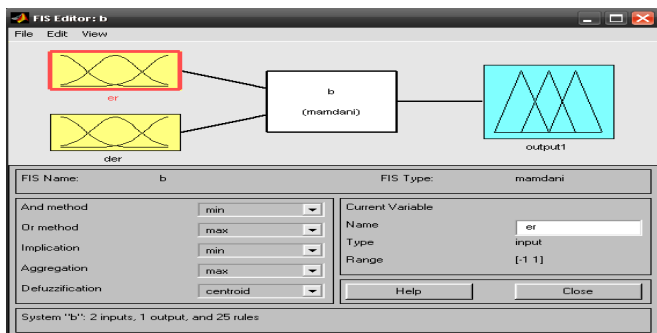 FIS Editor: b
File Edit View
er
b
(mamdani)
der
output1
FIS Name: b FIS Type: mamdani
And method min
Or method max
Implication min
Aggregation max
Defuzzification centroid
Current Variable
Name er
Type input
Range [-1 1]
Help Close
System "b": 2 inputs, 1 output, and 25 rules